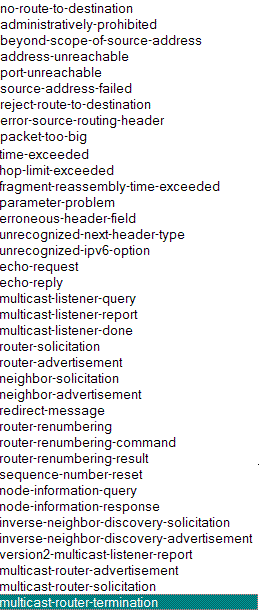 no-route-to-destination
administratively-prohibited
beyond-scope-of-source-address
address-unreachable
port-unreachable
source-address-failed
reject-route-to-destination
error-source-routing-header
packet-too-big
time-exceeded
hop-limit-exceeded
fragment-reassembly-time-exceeded
parameter-problem
erroneous-header-field
unrecognized-next-header-type
unrecognized-ipv6-option
echo-request
echo-reply
multicast-listener-query
multicast-listener-report
multicast-listener-done
router-solicitation
router-advertisement
neighbor-solicitation
neighbor-advertisement
redirect-message
router-renumbering
router-renumbering-command
router-renumbering-result
sequence-number-reset
node-information-query
node-information-response
inverse-neighbor-discovery-solicitation
inverse-neighbor-discovery-advertisement
version2-multicast-listener-report
multicast-router-advertisement
multicast-router-solicitation
multicast-router-termination